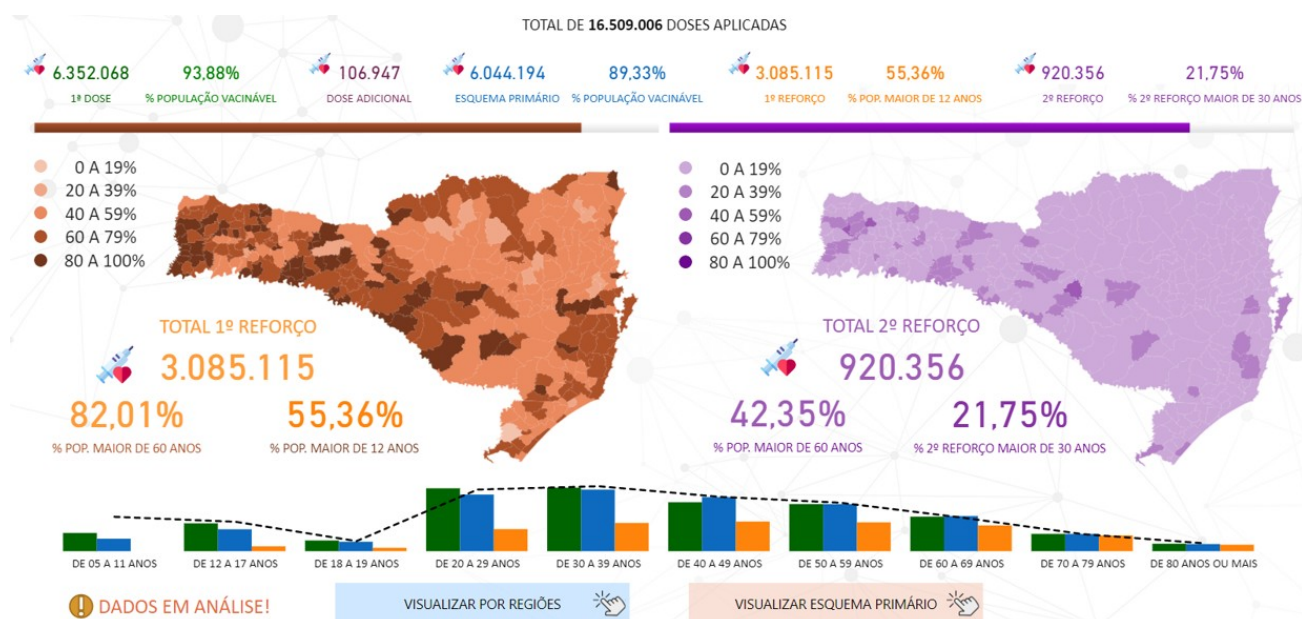 TOTAL DE 16.509.006 DOSES APLICADAS
6.352.068
93,88%
106.947
6.044.194
89,33%
3.085.115
55,36%
920.356
21,75%
1ª DOSE
% POPULAÇÃO VACINÁVEL
DOSE ADICIONAL
ESQUEMA PRIMÁRIO
% POPULAÇÃO VACINÁVEL
1º REFORÇO
% POP. MAIOR DE 12 ANOS
2º REFORÇO
% 2º REFORÇO MAIOR DE 30 ANOS
0 A 19%
20 A 39%
40 A 59%
60 A 79%
80 A 100%
TOTAL 1º REFORÇO
3.085.115
82,01%
% POP. MAIOR DE 60 ANOS
55,36%
% POP. MAIOR DE 12 ANOS
0 A 19%
20 A 39%
40 A 59%
60 A 79%
80 A 100%
TOTAL 2º REFORÇO
920.356
42,35%
% POP. MAIOR DE 60 ANOS
21,75%
% 2º REFORÇO MAIOR DE 30 ANOS
DE 05 A 11 ANOS
DE 12 A 17 ANOS
DE 18 A 19 ANOS
DE 20 A 29 ANOS
DE 30 A 39 ANOS
DE 40 A 49 ANOS
DE 50 A 59 ANOS
DE 60 A 69 ANOS
DE 70 A 79 ANOS
DE 80 ANOS OU MAIS
DADOS EM ANÁLISE!
VISUALIZAR POR REGIÕES
VISUALIZAR ESQUEMA PRIMÁRIO